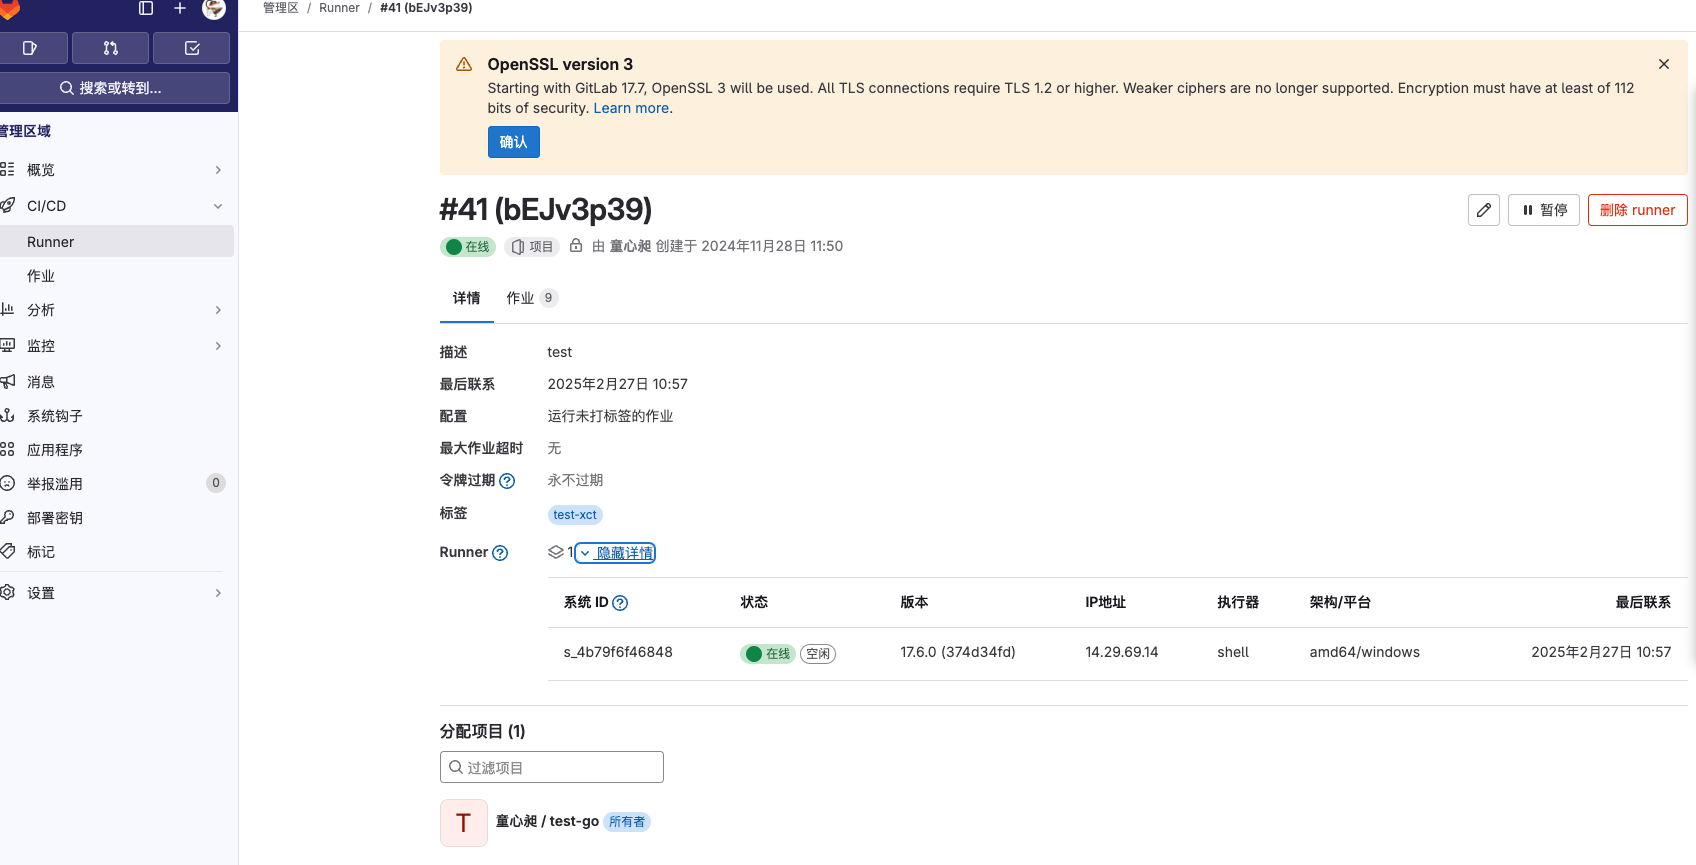 管理区 / Runner / #41 (bEJv3p39)
搜索或转到...
管理区域
概览
CI/CD
Runner
作业
分析
监控
消息
系统钩子
应用程序
举报滥用 0
部署密钥
标记
设置
OpenSSL version 3
Starting with GitLab 17.7, OpenSSL 3 will be used. All TLS connections require TLS 1.2 or higher. Weaker ciphers are no longer supported. Encryption must have at least of 112
bits of security. Learn more.
确认
#41 (bEJv3p39)
暂停
删除 runner
在线 项目 由 童心昶 创建于 2024年11月28日 11:50
详情 作业 9
描述 test
最后联系 2025年2月27日 10:57
配置 运行未打标签的作业
最大作业超时 无
令牌过期 永不过期
标签 test-xct
Runner 1 隐藏详情
系统 ID 状态 版本 IP地址 执行器 架构/平台 最后联系
s_4b79f6f46848 在线 空闲 17.6.0 (374d34fd) 14.29.69.14 shell amd64/windows 2025年2月27日 10:57
分配项目 (1)
过滤项目
T 童心昶 / test-go 所有者